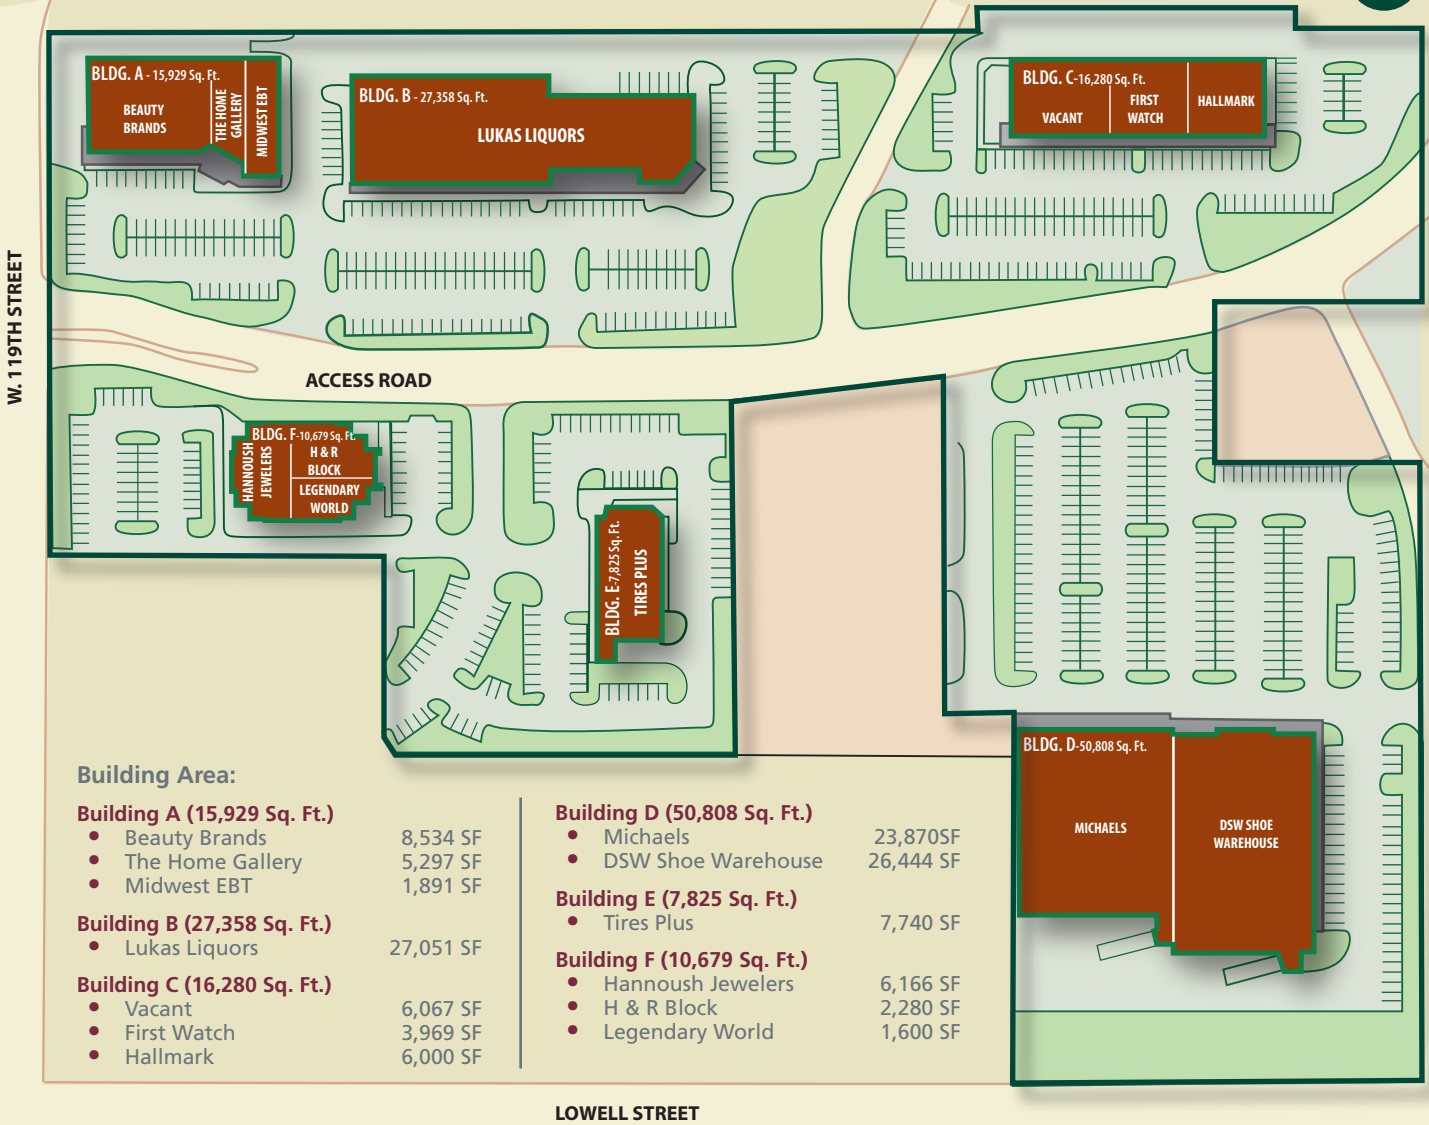 BLDG. A - 15,929 Sq. Ft.
BEAUTY
BRANDS
THE HOME
GALLERY
MIDWEST EBT
BLDG. B - 27,358 Sq. Ft.
LUKAS LIQUORS
BLDG. C-16,280 Sq. Ft.
VACANT
FIRST
WATCH
HALLMARK
W. 119TH STREET
ACCESS ROAD
BLDG. F-10,679 Sq. Ft.
HANNOUSH
JEWELERS
H & R
BLOCK
LEGENDARY
WORLD
BLDG. E-7,825 Sq. Ft.
TIRES PLUS
BLDG. D-50,808 Sq. Ft.
MICHAELS
DSW SHOE
WAREHOUSE
Building Area:
Building A (15,929 Sq. Ft.)
• Beauty Brands 8,534 SF
• The Home Gallery 5,297 SF
• Midwest EBT 1,891 SF
Building B (27,358 Sq. Ft.)
• Lukas Liquors 27,051 SF
Building C (16,280 Sq. Ft.)
• Vacant 6,067 SF
• First Watch 3,969 SF
• Hallmark 6,000 SF
Building D (50,808 Sq. Ft.)
• Michaels 23,870SF
• DSW Shoe Warehouse 26,444 SF
Building E (7,825 Sq. Ft.)
• Tires Plus 7,740 SF
Building F (10,679 Sq. Ft.)
• Hannoush Jewelers 6,166 SF
• H & R Block 2,280 SF
• Legendary World 1,600 SF
LOWELL STREET